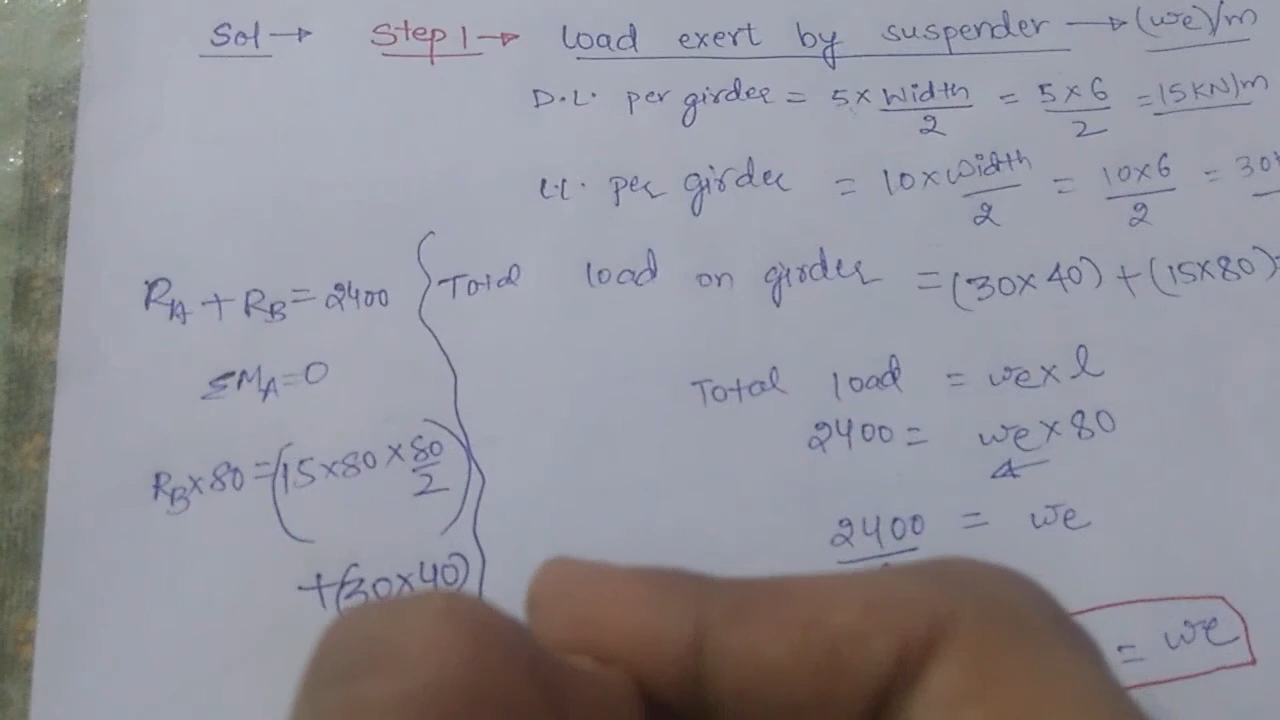 Sol → Step 1 → Load exert by suspender → (we)/m
D.L. per girder = 5 x Width/2 = 5 x 6/2 = 15 KN/m
L.L. per girder = 10 x width/2 = 10 x 6/2 = 30
Total load on girder = (30 x 40) + (15 x 80)
RA + RB = 2400
ΣMA = 0
RB x 80 = (15 x 80 x 80/2)
+ (30 x 40)
Total load = we x l
2400 = we x 80
2400 = we
= we